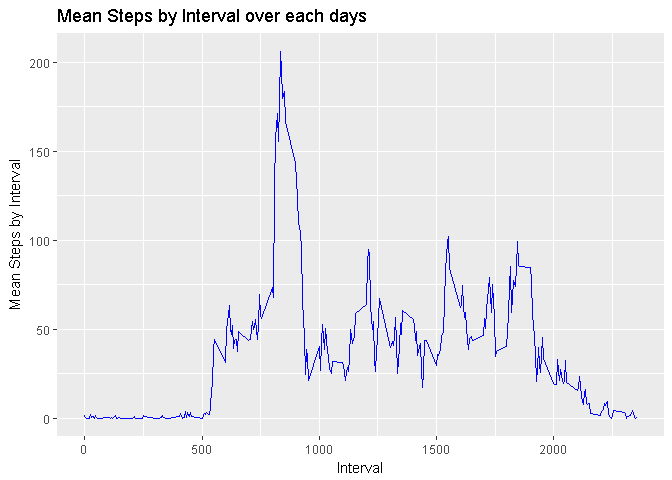 Mean Steps by Interval over each days
200
150
100
50
0
Mean Steps by Interval
0 500 1000 1500 2000
Interval